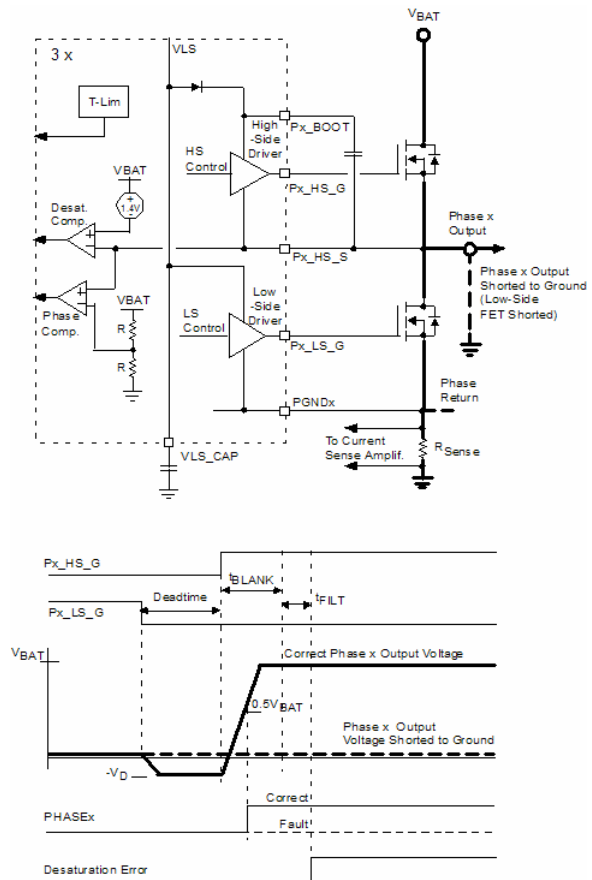 VBAT
3 x
VLS
T-Lim
High
-Side
Driver
Px_BOOT
HS
Control
Px_HS_G
VBAT
+
1.4V
-
Desat.
Comp.
+
-
Phase x
Output
Px_HS_S
Phase x Output
Shorted to Ground
(Low-Side
FET Shorted)
+
-
Phase
Comp.
VBAT
R
R
Low
-Side
Driver
LS
Control
Px_LS_G
PGNDx
Phase
Return
To Current
Sense Amplif.
RSense
VLS_CAP
Px_HS_G
tBLANK
Deadtime
tFILT
Px_LS_G
VBAT
Correct Phase x Output Voltage
0.5VBAT
Phase x Output
Voltage Shorted to Ground
-VD
Correct
PHASEx
Fault
Desaturation Error